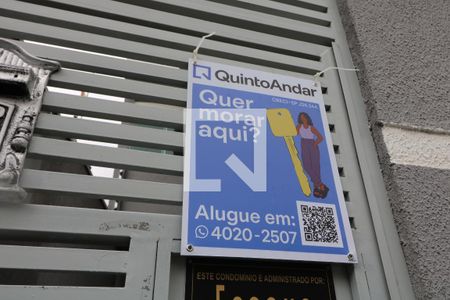 QuintoAndar
Quer
morar
aqui?
Alugue em:
4020-2507
ESTE CONDOMÍNIO É ADMINISTRADO POR: